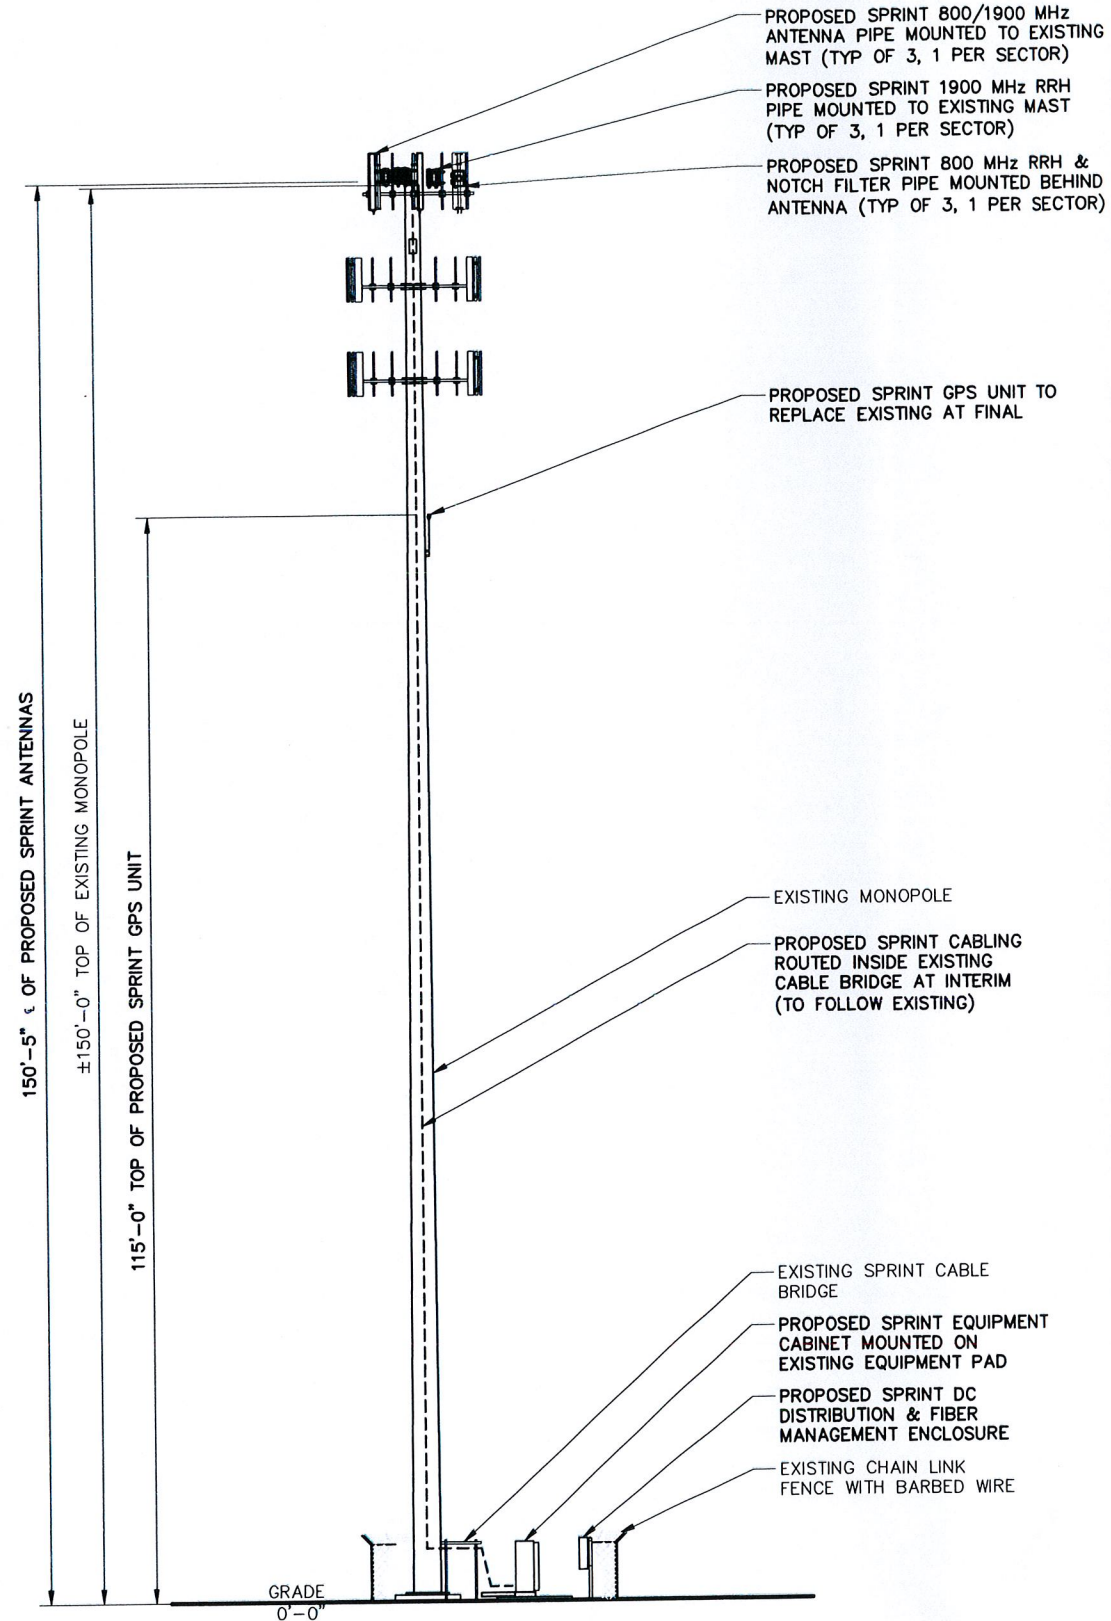 PROPOSED SPRINT 800/1900 MHz
ANTENNA PIPE MOUNTED TO EXISTING
MAST (TYP OF 3, 1 PER SECTOR)
PROPOSED SPRINT 1900 MHz RRH
PIPE MOUNTED TO EXISTING MAST
(TYP OF 3, 1 PER SECTOR)
PROPOSED SPRINT 800 MHz RRH &
NOTCH FILTER PIPE MOUNTED BEHIND
ANTENNA (TYP OF 3, 1 PER SECTOR)
PROPOSED SPRINT GPS UNIT TO
REPLACE EXISTING AT FINAL
150'-5" ℄ OF PROPOSED SPRINT ANTENNAS
±150'-0" TOP OF EXISTING MONOPOLE
115'-0" TOP OF PROPOSED SPRINT GPS UNIT
EXISTING MONOPOLE
PROPOSED SPRINT CABLING
ROUTED INSIDE EXISTING
CABLE BRIDGE AT INTERIM
(TO FOLLOW EXISTING)
EXISTING SPRINT CABLE
BRIDGE
PROPOSED SPRINT EQUIPMENT
CABINET MOUNTED ON
EXISTING EQUIPMENT PAD
PROPOSED SPRINT DC
DISTRIBUTION & FIBER
MANAGEMENT ENCLOSURE
EXISTING CHAIN LINK
FENCE WITH BARBED WIRE
GRADE
0'-0"